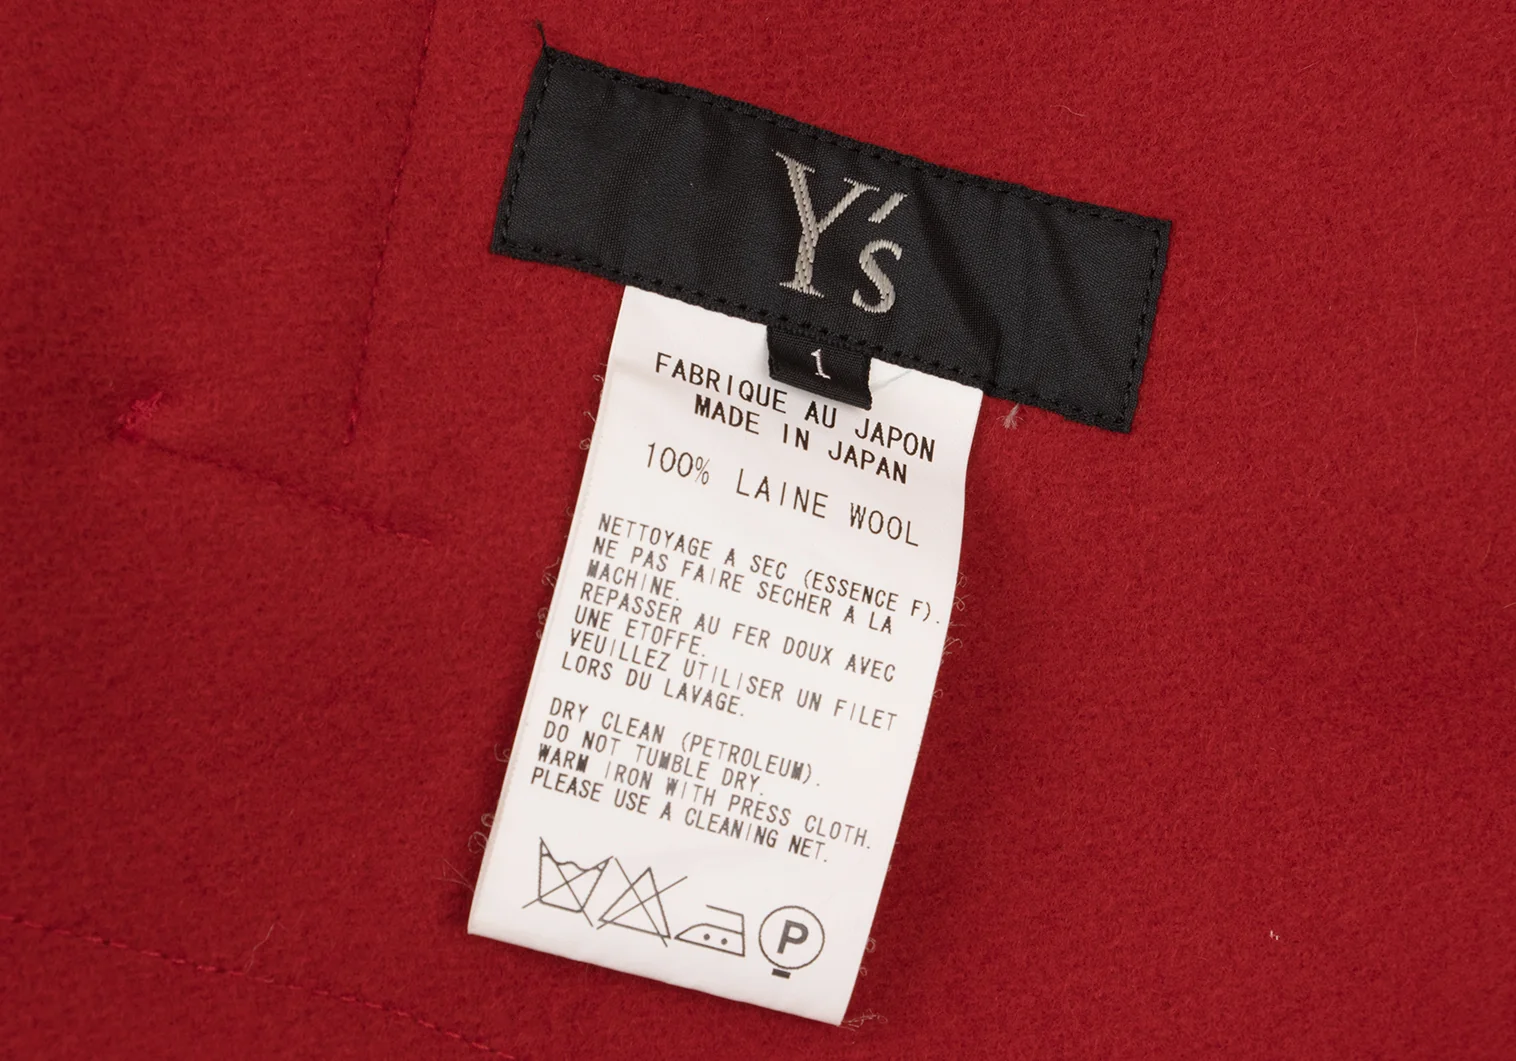 Y's
1
FABRIQUE AU JAPON
MADE IN JAPAN
100% LAINE WOOL
NETTOYAGE A SEC (ESSENCE F).
NE PAS FAIRE SECHER A LA
MACHINE.
REPASSER AU FER DOUX AVEC
UNE ETOFFE.
VEUILLEZ UTILISER UN FILET
LORS DU LAVAGE.
DRY CLEAN (PETROLEUM).
DO NOT TUMBLE DRY.
WARM IRON WITH PRESS CLOTH.
PLEASE USE A CLEANING NET.
P